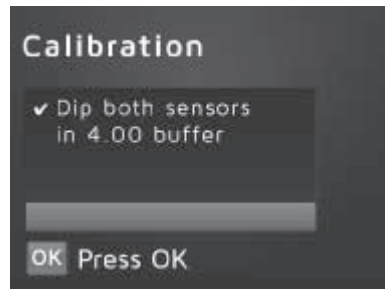 Calibration
✔ Dip both sensors
in 4.00 buffer
OK Press OK